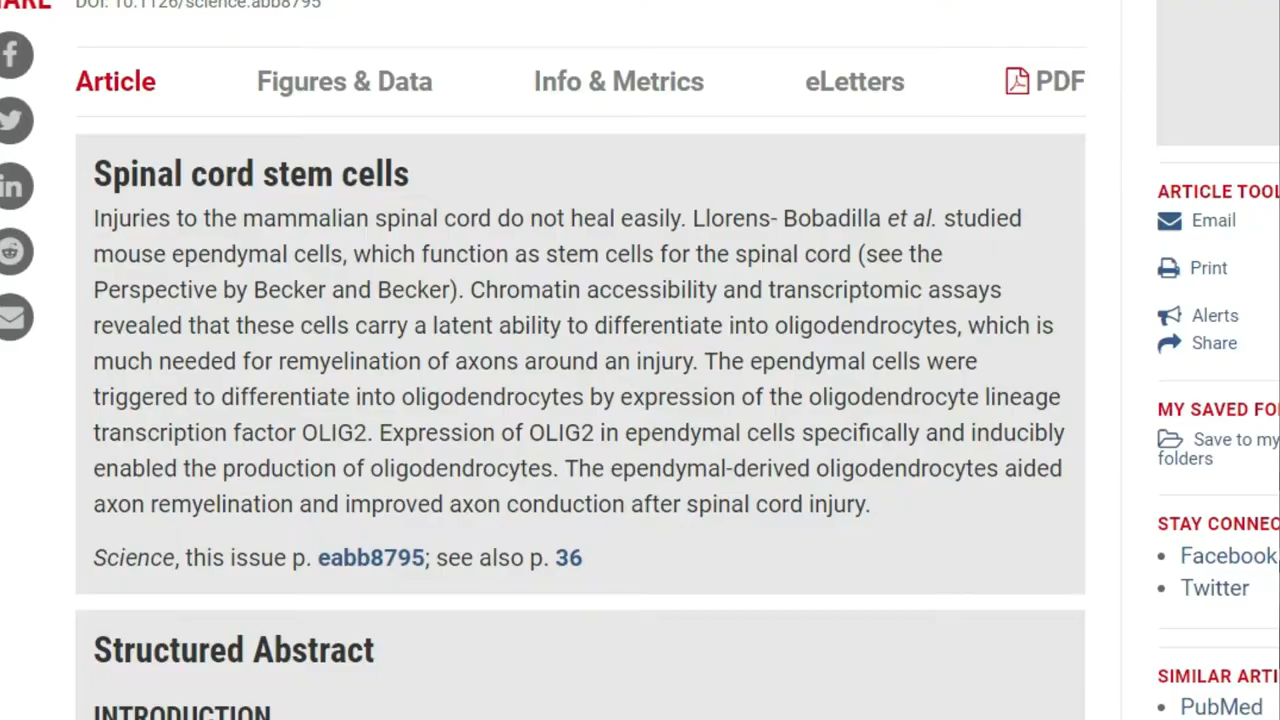 DOI: 10.1126/science.abb8795
Article
Figures & Data
Info & Metrics
eLetters
PDF
Spinal cord stem cells
Injuries to the mammalian spinal cord do not heal easily. Llorens- Bobadilla et al. studied
mouse ependymal cells, which function as stem cells for the spinal cord (see the
Perspective by Becker and Becker). Chromatin accessibility and transcriptomic assays
revealed that these cells carry a latent ability to differentiate into oligodendrocytes, which is
much needed for remyelination of axons around an injury. The ependymal cells were
triggered to differentiate into oligodendrocytes by expression of the oligodendrocyte lineage
transcription factor OLIG2. Expression of OLIG2 in ependymal cells specifically and inducibly
enabled the production of oligodendrocytes. The ependymal-derived oligodendrocytes aided
axon remyelination and improved axon conduction after spinal cord injury.
Science, this issue p. eabb8795; see also p. 36
Structured Abstract
INTRODUCTION
ARTICLE TOOL
Email
Print
Alerts
Share
MY SAVED FO
Save to my
folders
STAY CONNEC
Facebook
Twitter
SIMILAR ARTI
PubMed